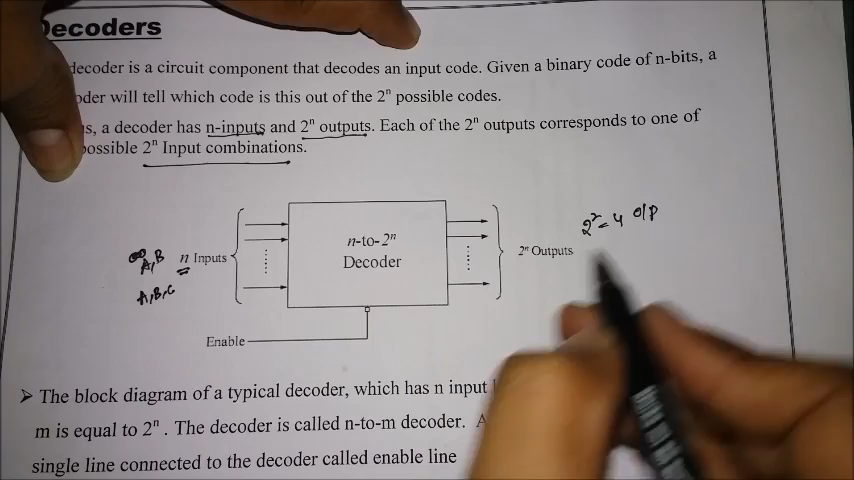 Decoders
decoder is a circuit component that decodes an input code. Given a binary code of n-bits, a
oder will tell which code is this out of the 2ⁿ possible codes.
s, a decoder has n-inputs and 2ⁿ outputs. Each of the 2ⁿ outputs corresponds to one of
possible 2ⁿ Input combinations.
2² = 4 o/p
n-to-2ⁿ
Decoder
A,B
n Inputs
2ⁿ Outputs
A,B,C
Enable
➢ The block diagram of a typical decoder, which has n input
m is equal to 2ⁿ . The decoder is called n-to-m decoder. A
single line connected to the decoder called enable line